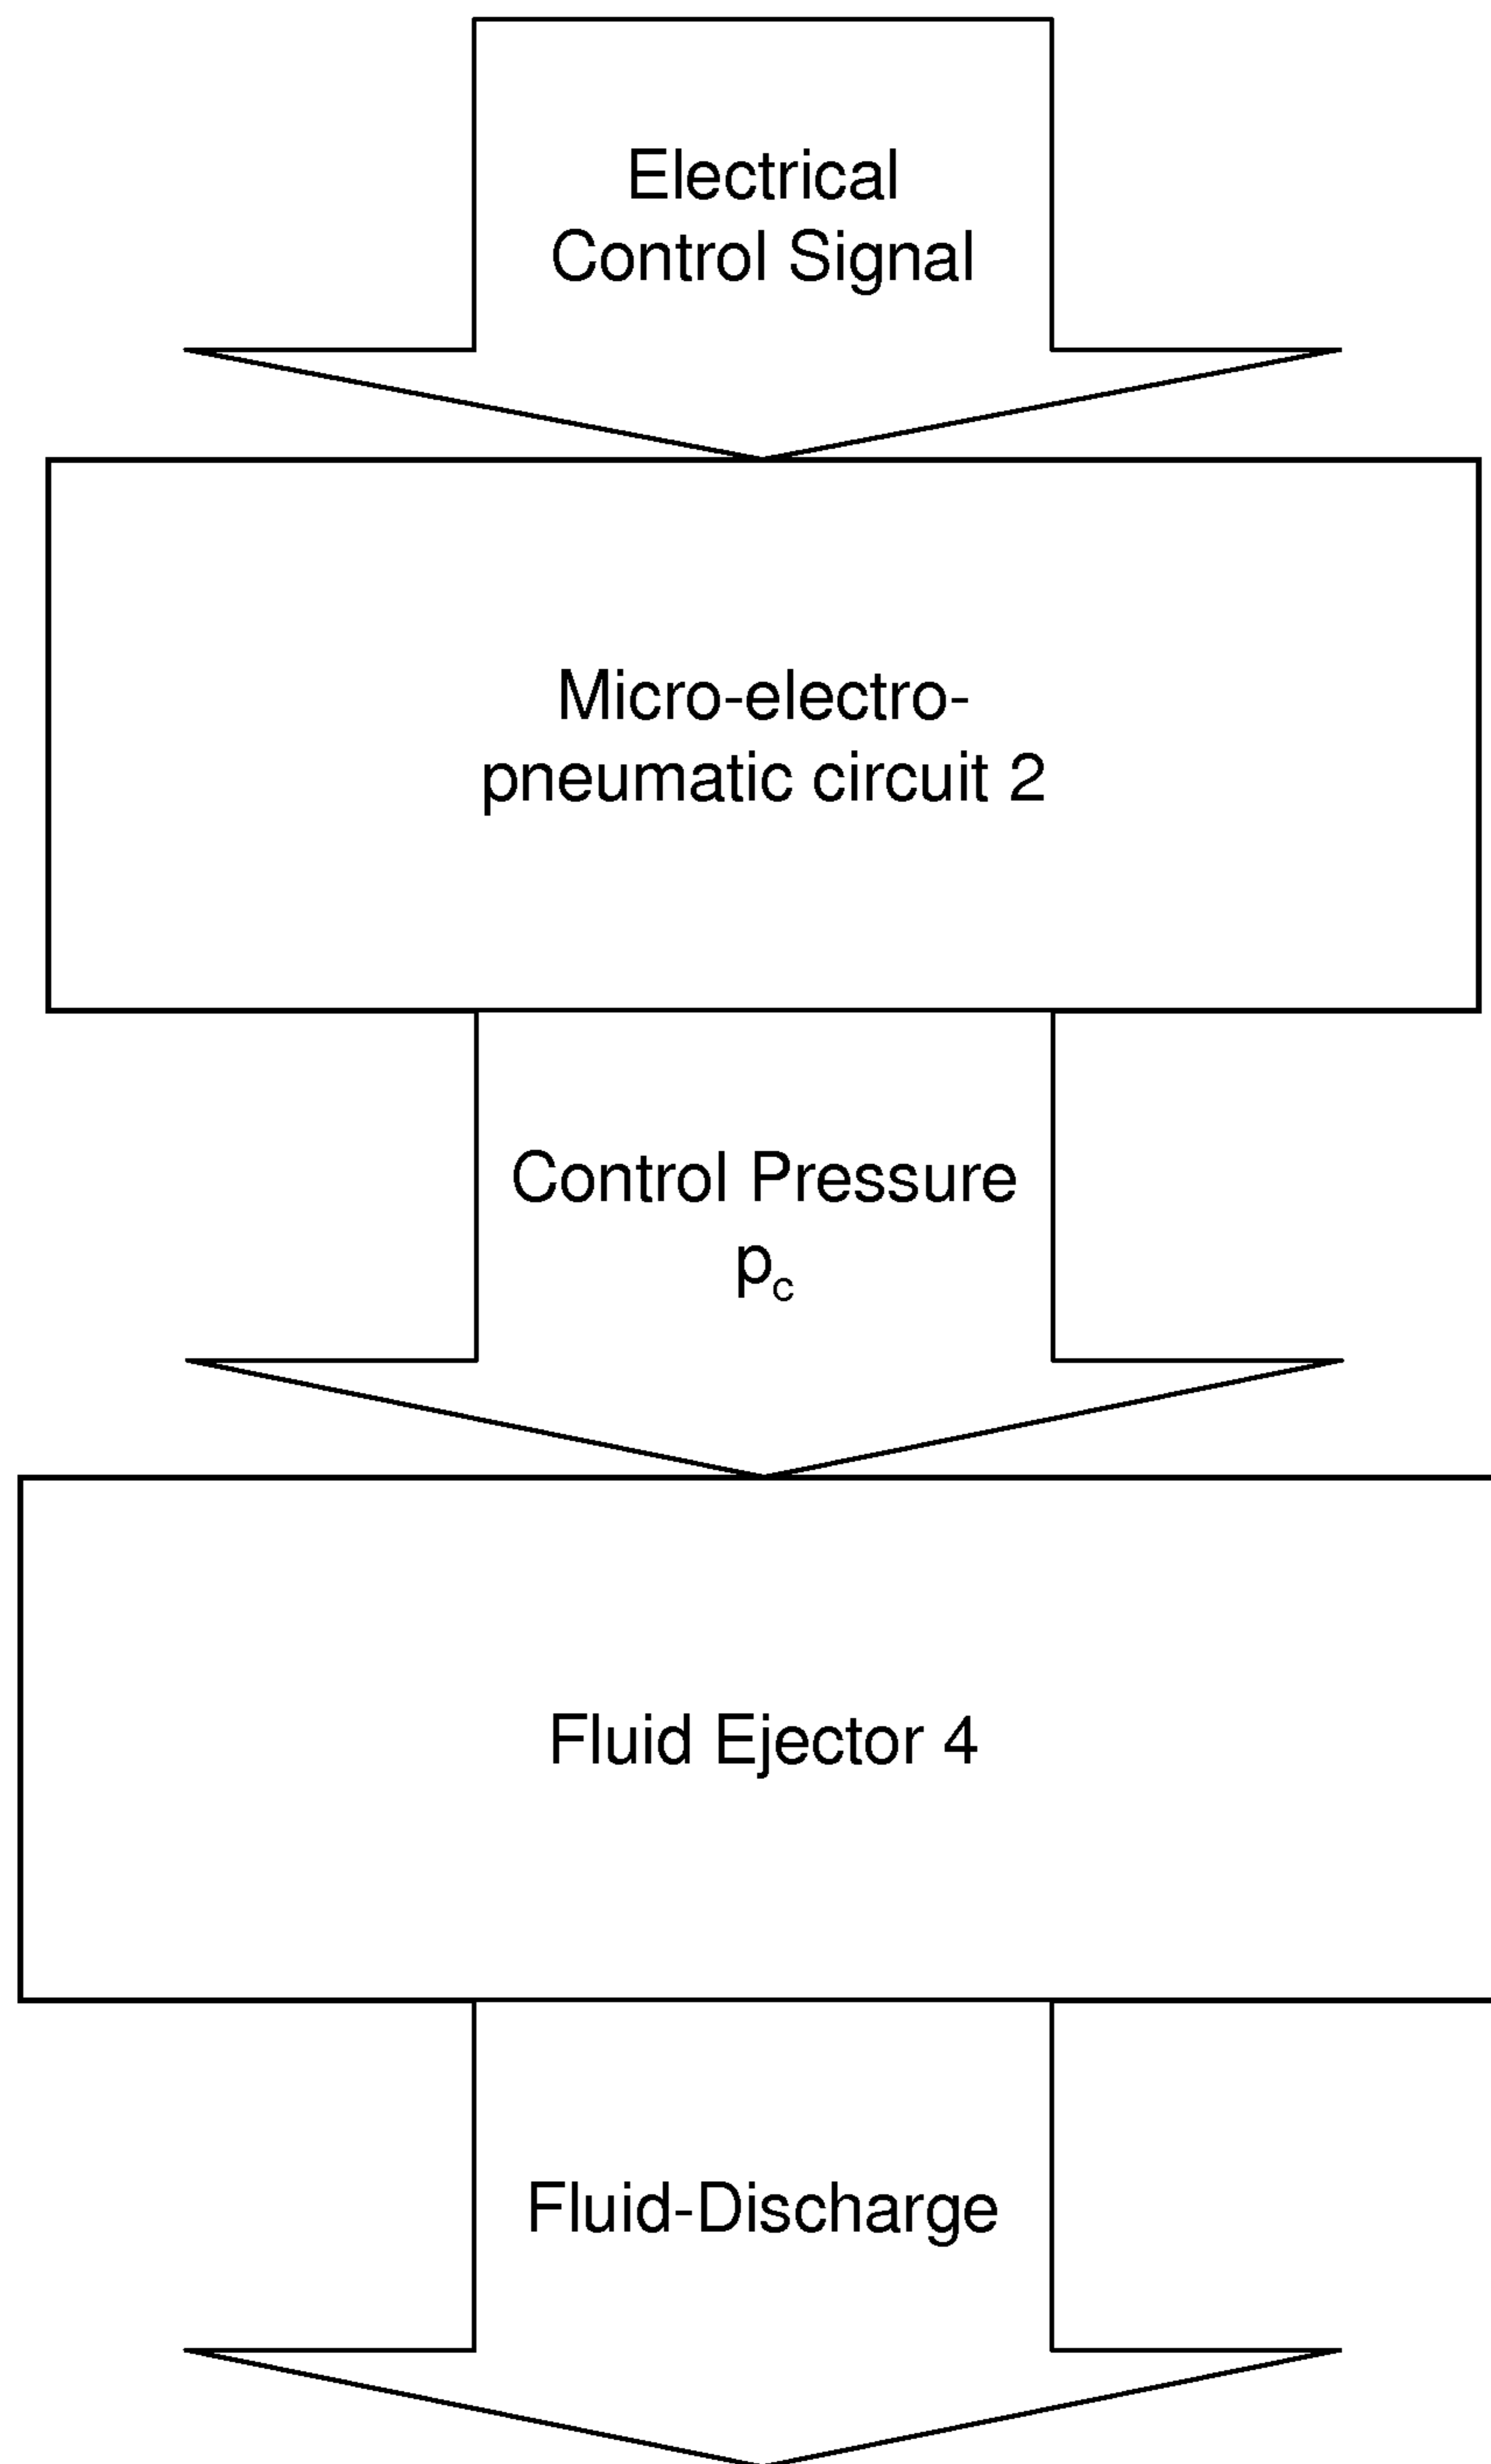 Electrical
Control Signal
Micro-electro-
pneumatic circuit 2
Control Pressure
pc
Fluid Ejector 4
Fluid-Discharge